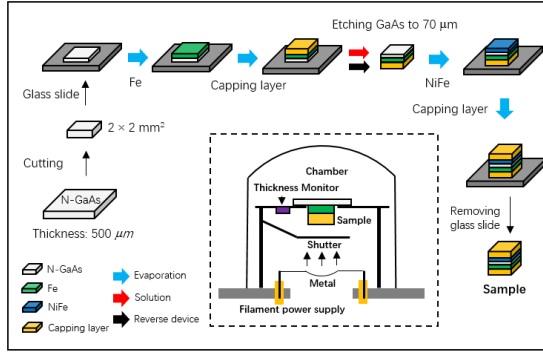 Etching GaAs to 70 μm
Fe
Capping layer
NiFe
Glass slide
Capping layer
2 × 2 mm²
Cutting
N-GaAs
Thickness: 500 μm
Chamber
Thickness Monitor
Sample
Shutter
Metal
Filament power supply
Removing
glass slide
Sample
N-GaAs
Fe
NiFe
Capping layer
Evaporation
Solution
Reverse device